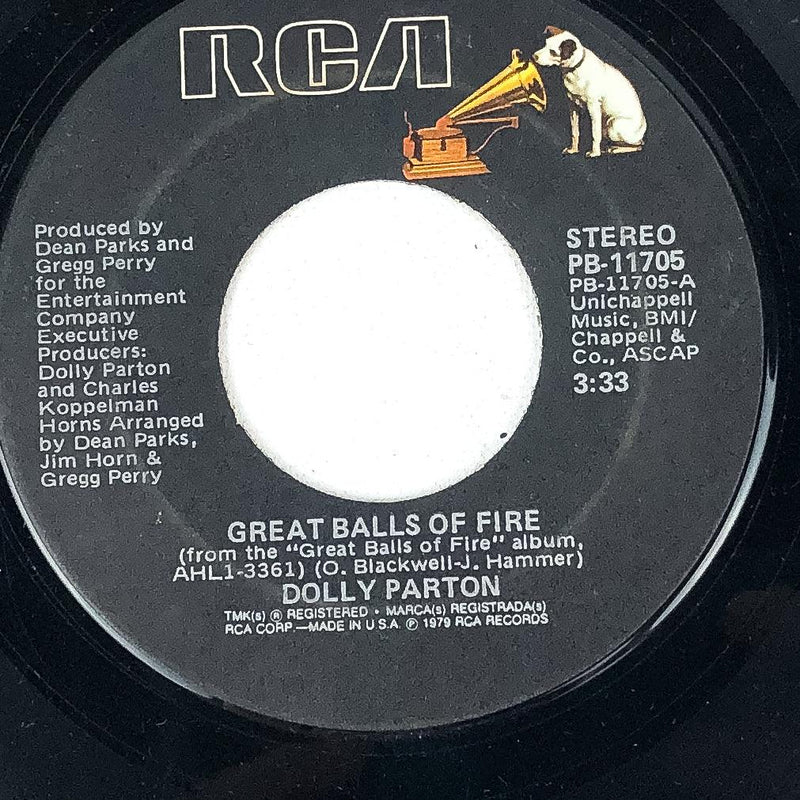 RCA
Produced by
Dean Parks and
Gregg Perry
for the
Entertainment
Company
Executive
Producers:
Dolly Parton
and Charles
Koppelman
Horns Arranged
by Dean Parks,
Jim Horn &
Gregg Perry
STEREO
PB-11705
PB-11705-A
Unichappell
Music, BMI/
Chappell &
Co., ASCAP
3:33
GREAT BALLS OF FIRE
(from the "Great Balls of Fire" album,
AHL1-3361) (O. Blackwell-J. Hammer)
DOLLY PARTON
TMK(s) ® REGISTERED • MARCA(s) REGISTRADA(s)
RCA CORP.—MADE IN U.S.A. ℗ 1979 RCA RECORDS